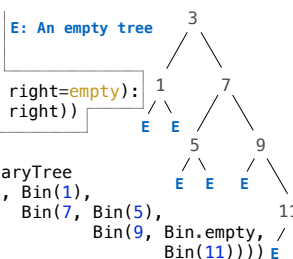 E: An empty tree
3
right=empty):
1
7
right))
E E
5
9
aryTree
E E E
, Bin(1),
Bin(7, Bin(5),
11
Bin(9, Bin.empty,
Bin(11)))) E